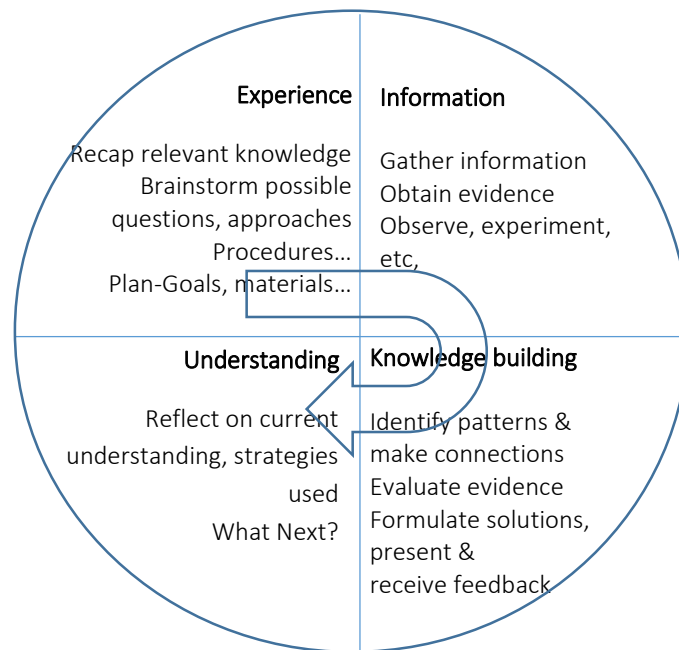 Experience
Recap relevant knowledge
Brainstorm possible
questions, approaches
Procedures...
Plan-Goals, materials...
Information
Gather information
Obtain evidence
Observe, experiment,
etc,
Understanding
Reflect on current
understanding, strategies
used
What Next?
Knowledge building
Identify patterns &
make connections
Evaluate evidence
Formulate solutions,
present &
receive feedback